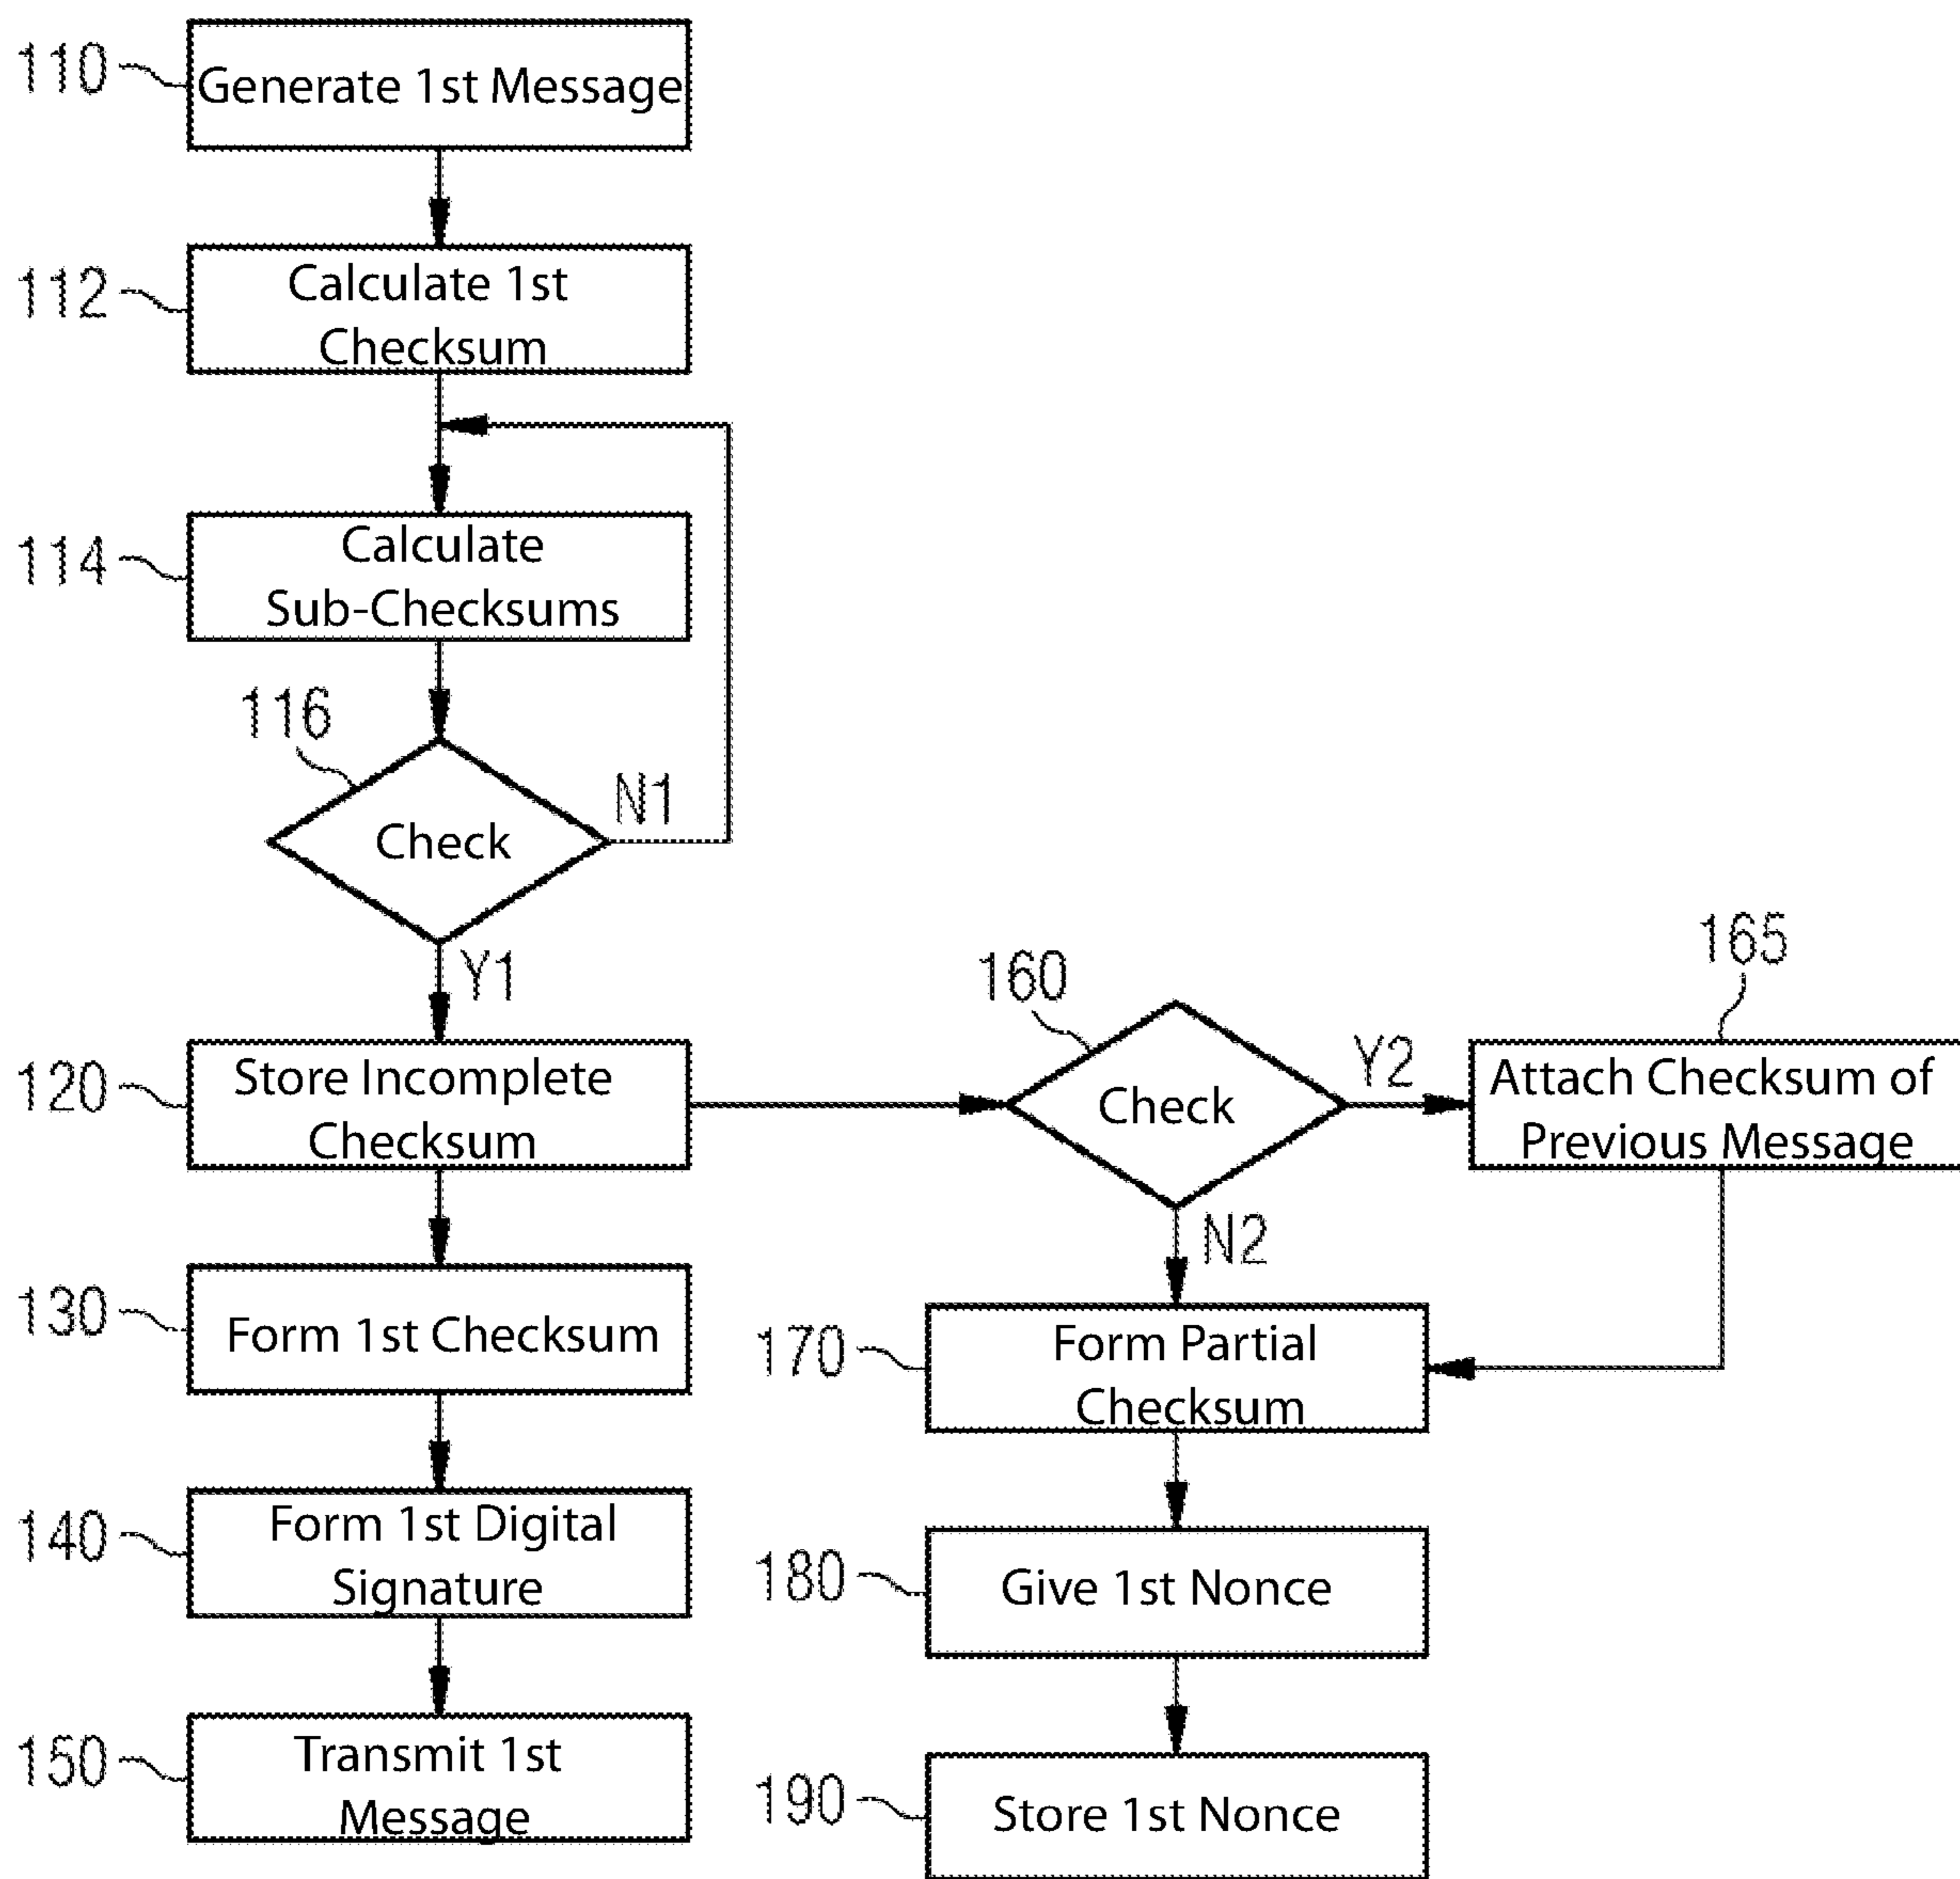 110
Generate 1st Message
112
Calculate 1st
Checksum
114
Calculate
Sub-Checksums
116
N1
Check
Y1
120
Store Incomplete
Checksum
160
Check
Y2
165
Attach Checksum of
Previous Message
N2
130
Form 1st Checksum
170
Form Partial
Checksum
140
Form 1st Digital
Signature
180
Give 1st Nonce
150
Transmit 1st
Message
190
Store 1st Nonce